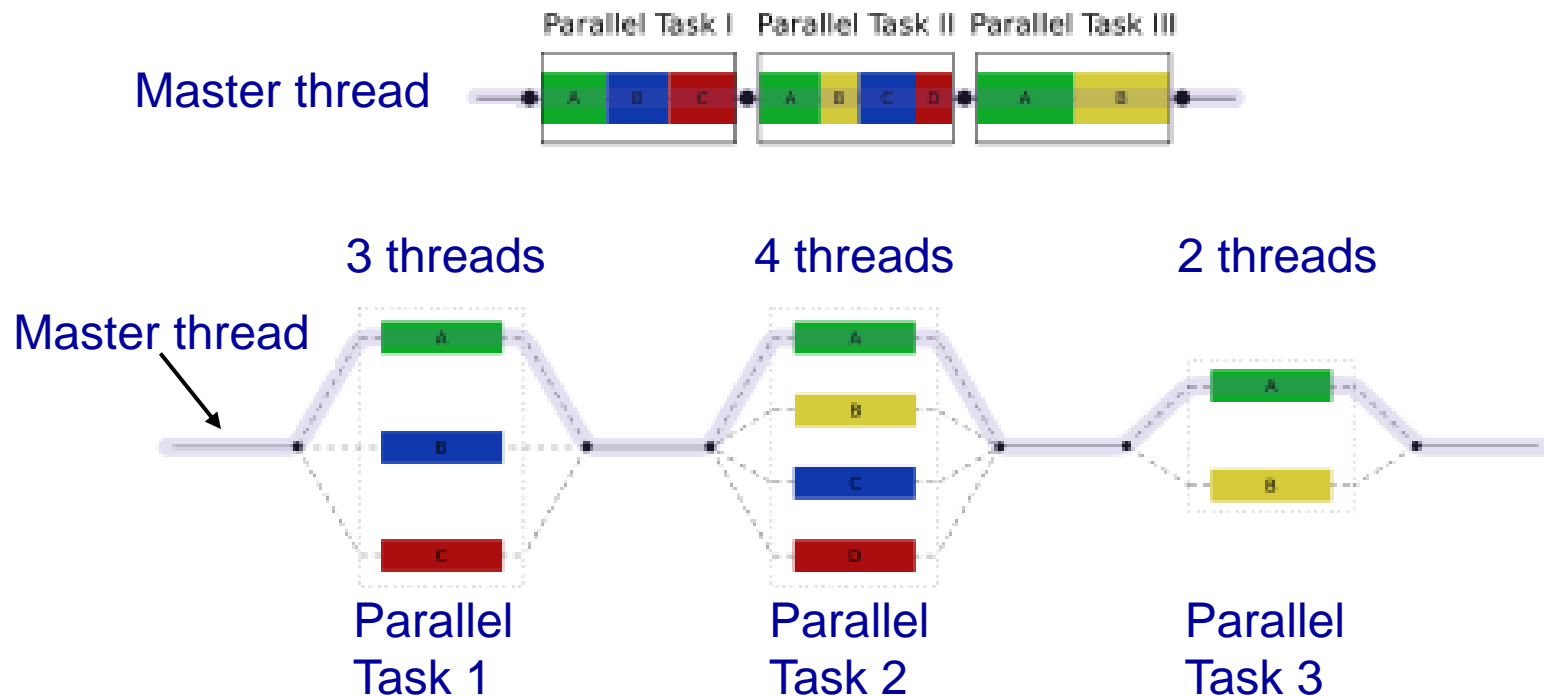 Parallel Task I Parallel Task II Parallel Task III
Master thread
A B C A B C D A B
3 threads 4 threads 2 threads
Master thread
A A
A
B
B
C
B
C D
Parallel Parallel Parallel
Task 1 Task 2 Task 3